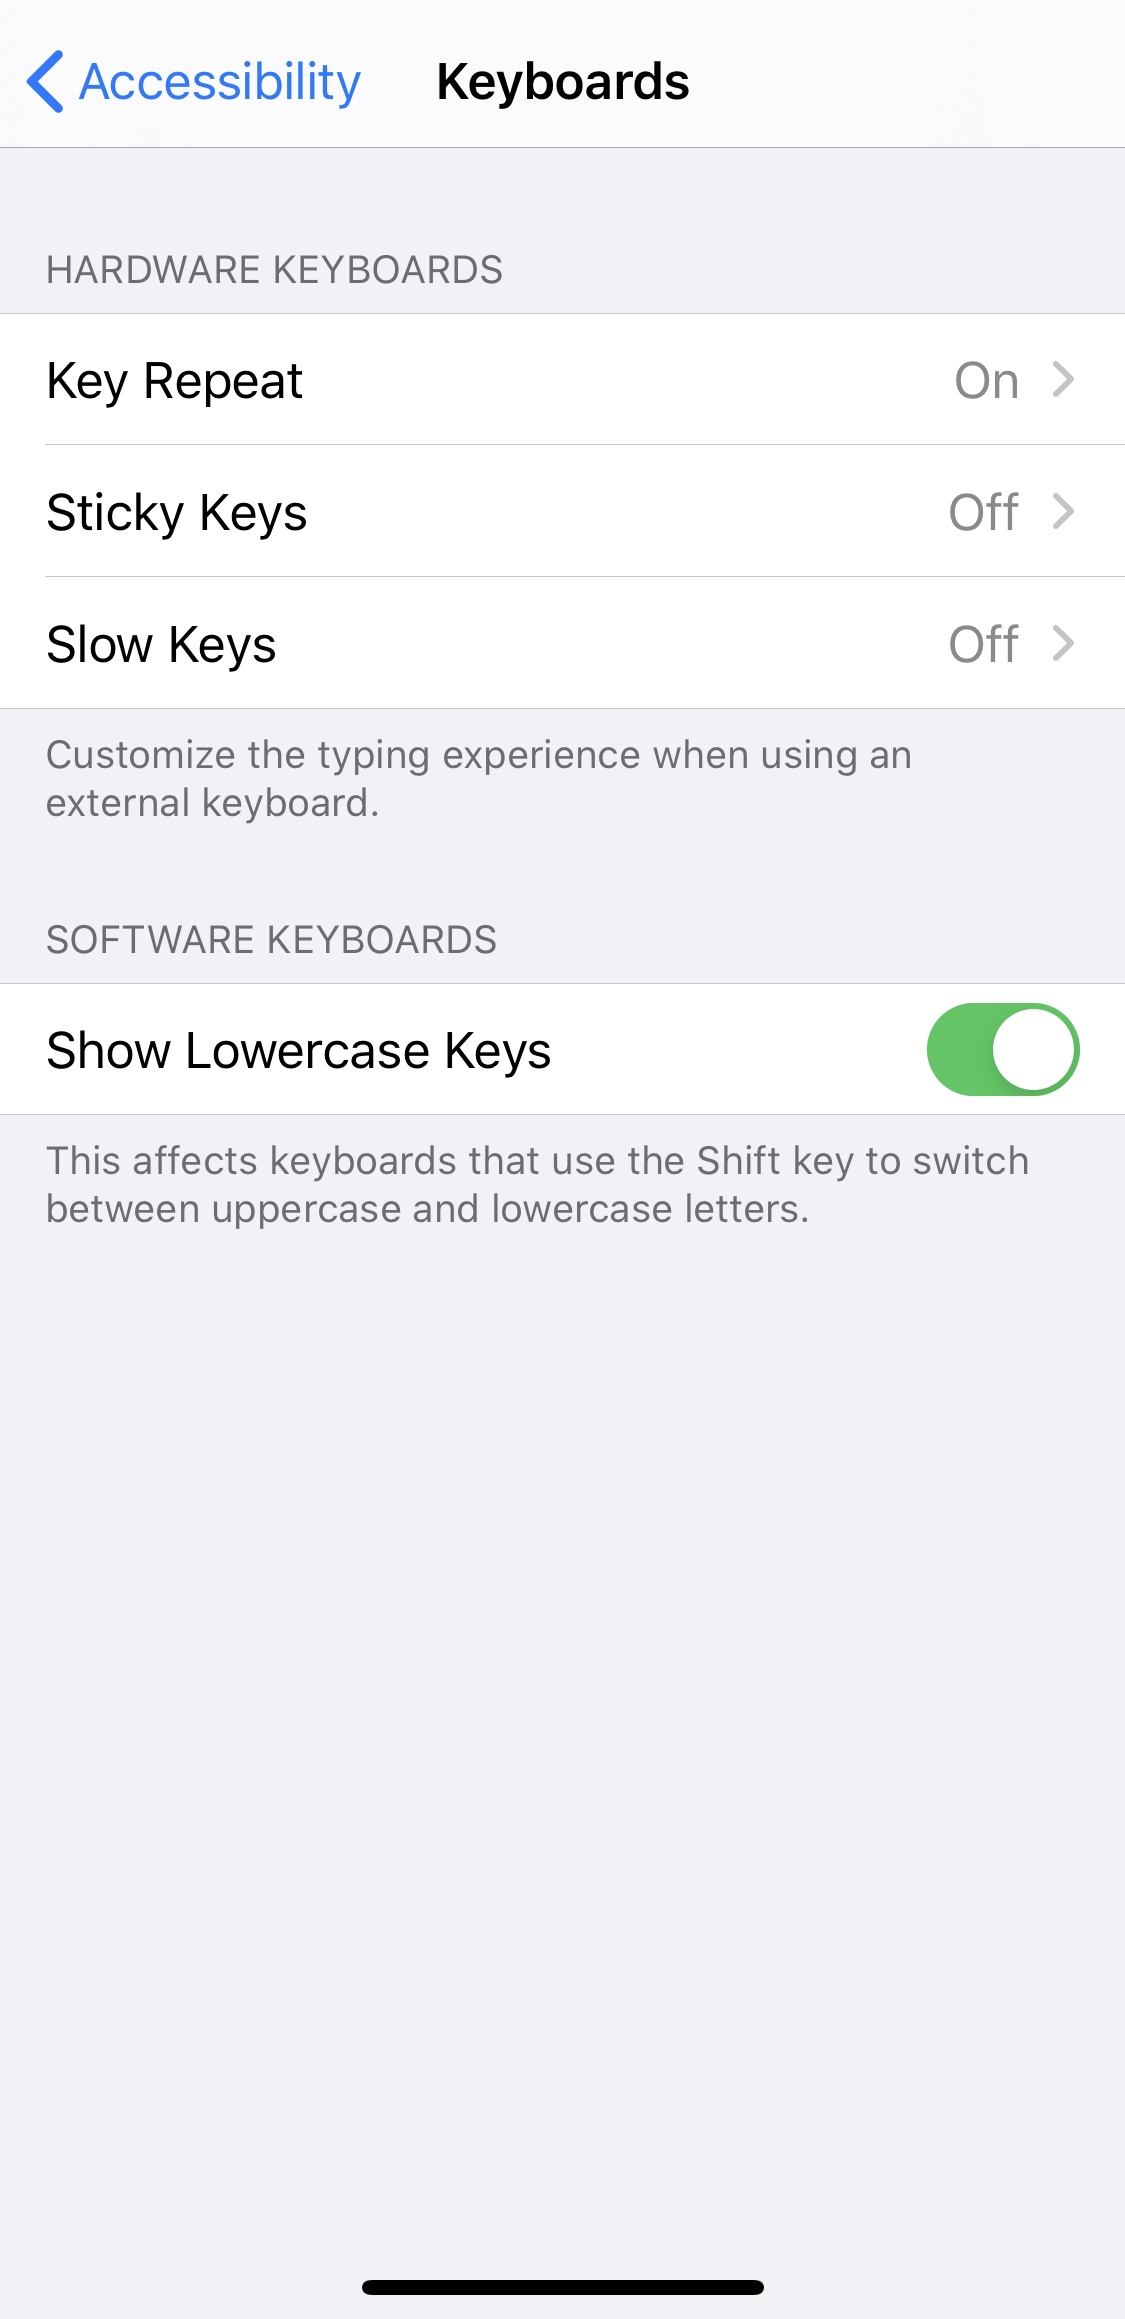 Accessibility Keyboards
HARDWARE KEYBOARDS
Key Repeat On
Sticky Keys Off
Slow Keys Off
Customize the typing experience when using an
external keyboard.
SOFTWARE KEYBOARDS
Show Lowercase Keys
This affects keyboards that use the Shift key to switch
between uppercase and lowercase letters.